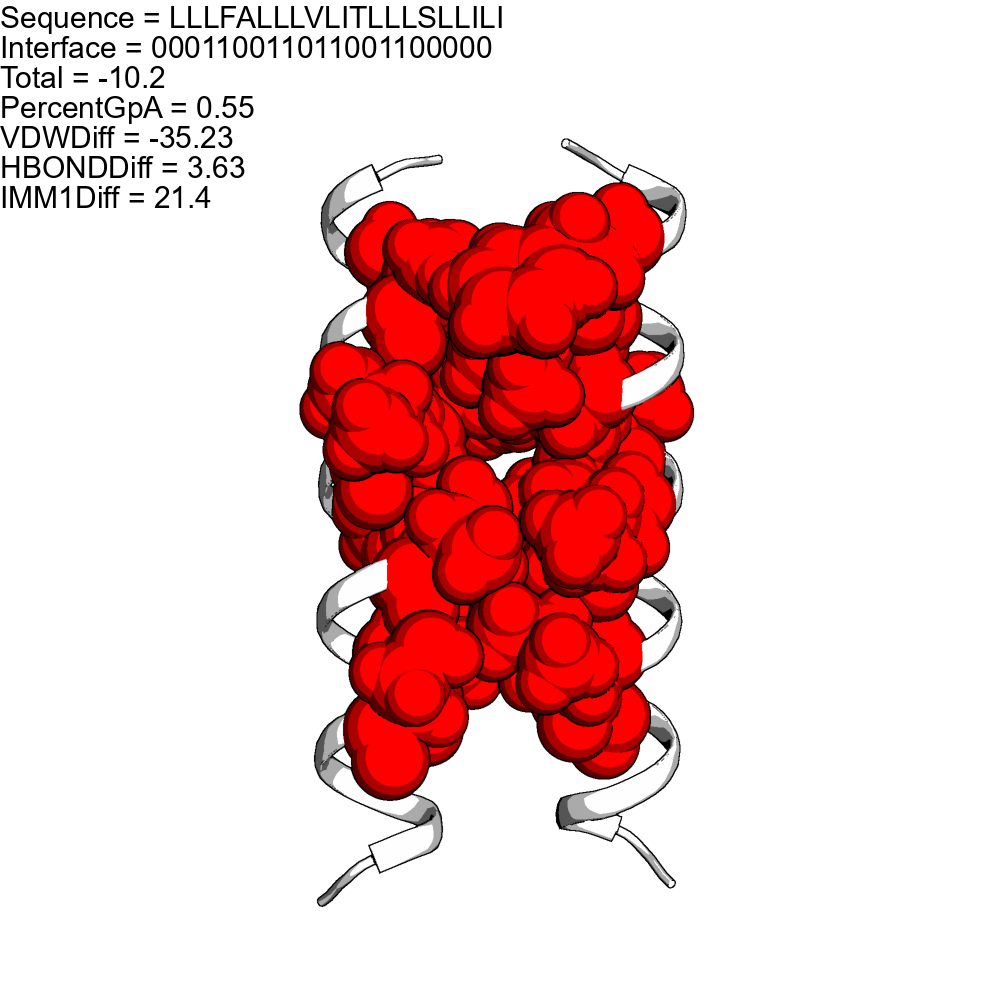 Sequence = LLLFALLLVLITLLLSLLILI
Interface = 000110011011001100000
Total = -10.2
PercentGpA = 0.55
VDWDiff = -35.23
HBONDDiff = 3.63
IMM1Diff = 21.4